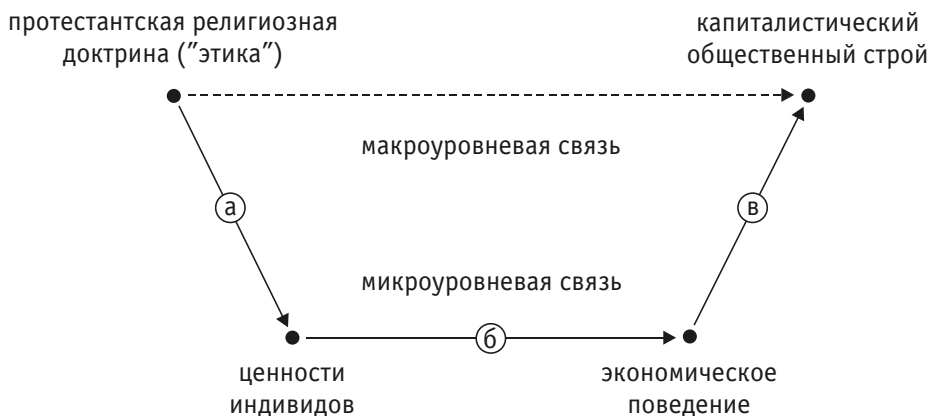 протестантская религиозная
доктрина (″этика″)
капиталистический
общественный строй
макроуровневая связь
а
в
микроуровневая связь
б
ценности
индивидов
экономическое
поведение